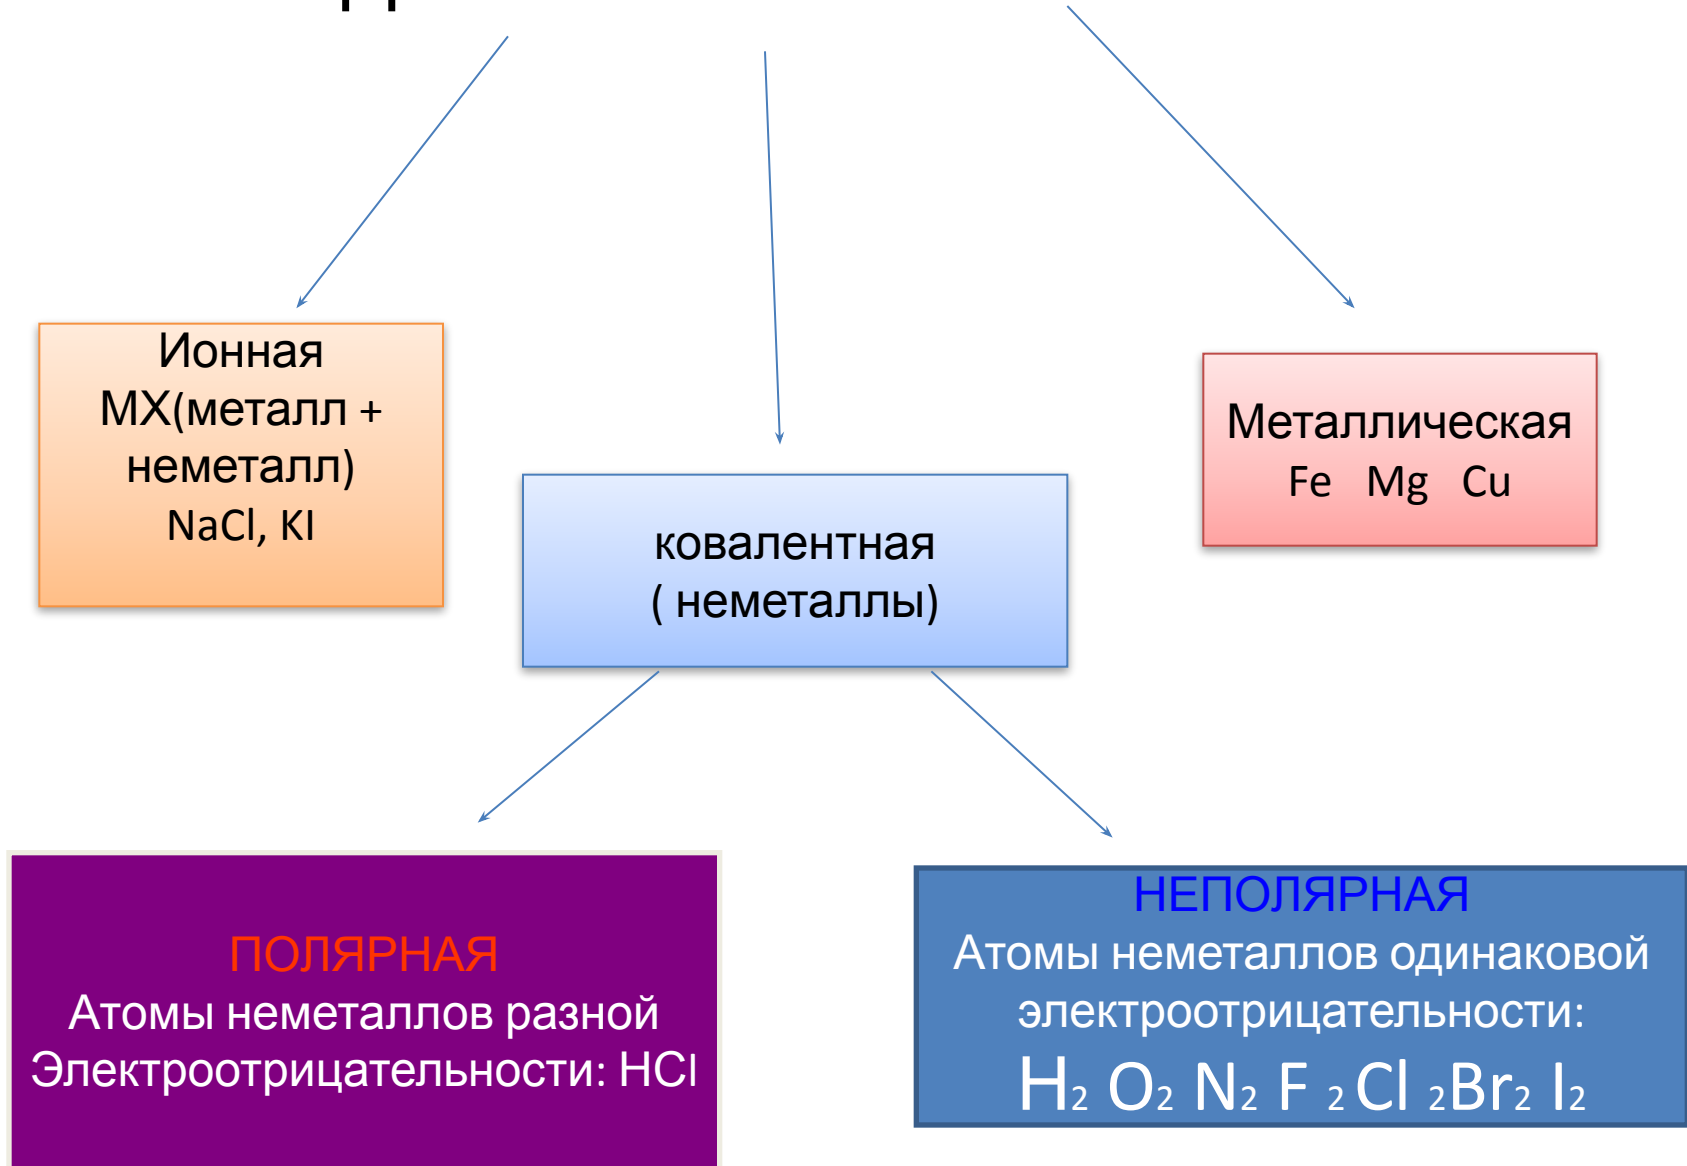 Ионная
МХ(металл +
неметалл)
NaCl, KI
Металлическая
Fe Mg Cu
ковалентная
( неметаллы)
ПОЛЯРНАЯ
Атомы неметаллов разной
Электроотрицательности: HCl
НЕПОЛЯРНАЯ
Атомы неметаллов одинаковой
электроотрицательности:
H₂ O₂ N₂ F ₂ Cl ₂Br₂ I₂